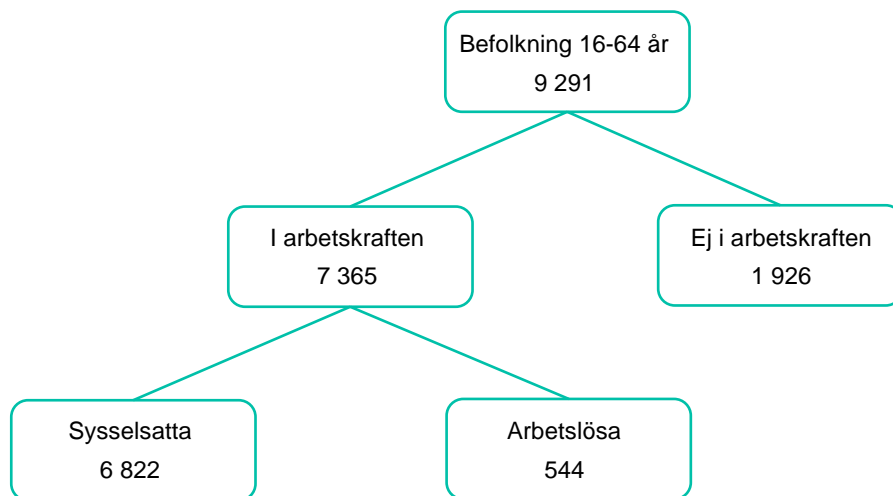 Befolkning 16-64 år
9 291
I arbetskraften
7 365
Ej i arbetskraften
1 926
Sysselsatta
6 822
Arbetslösa
544